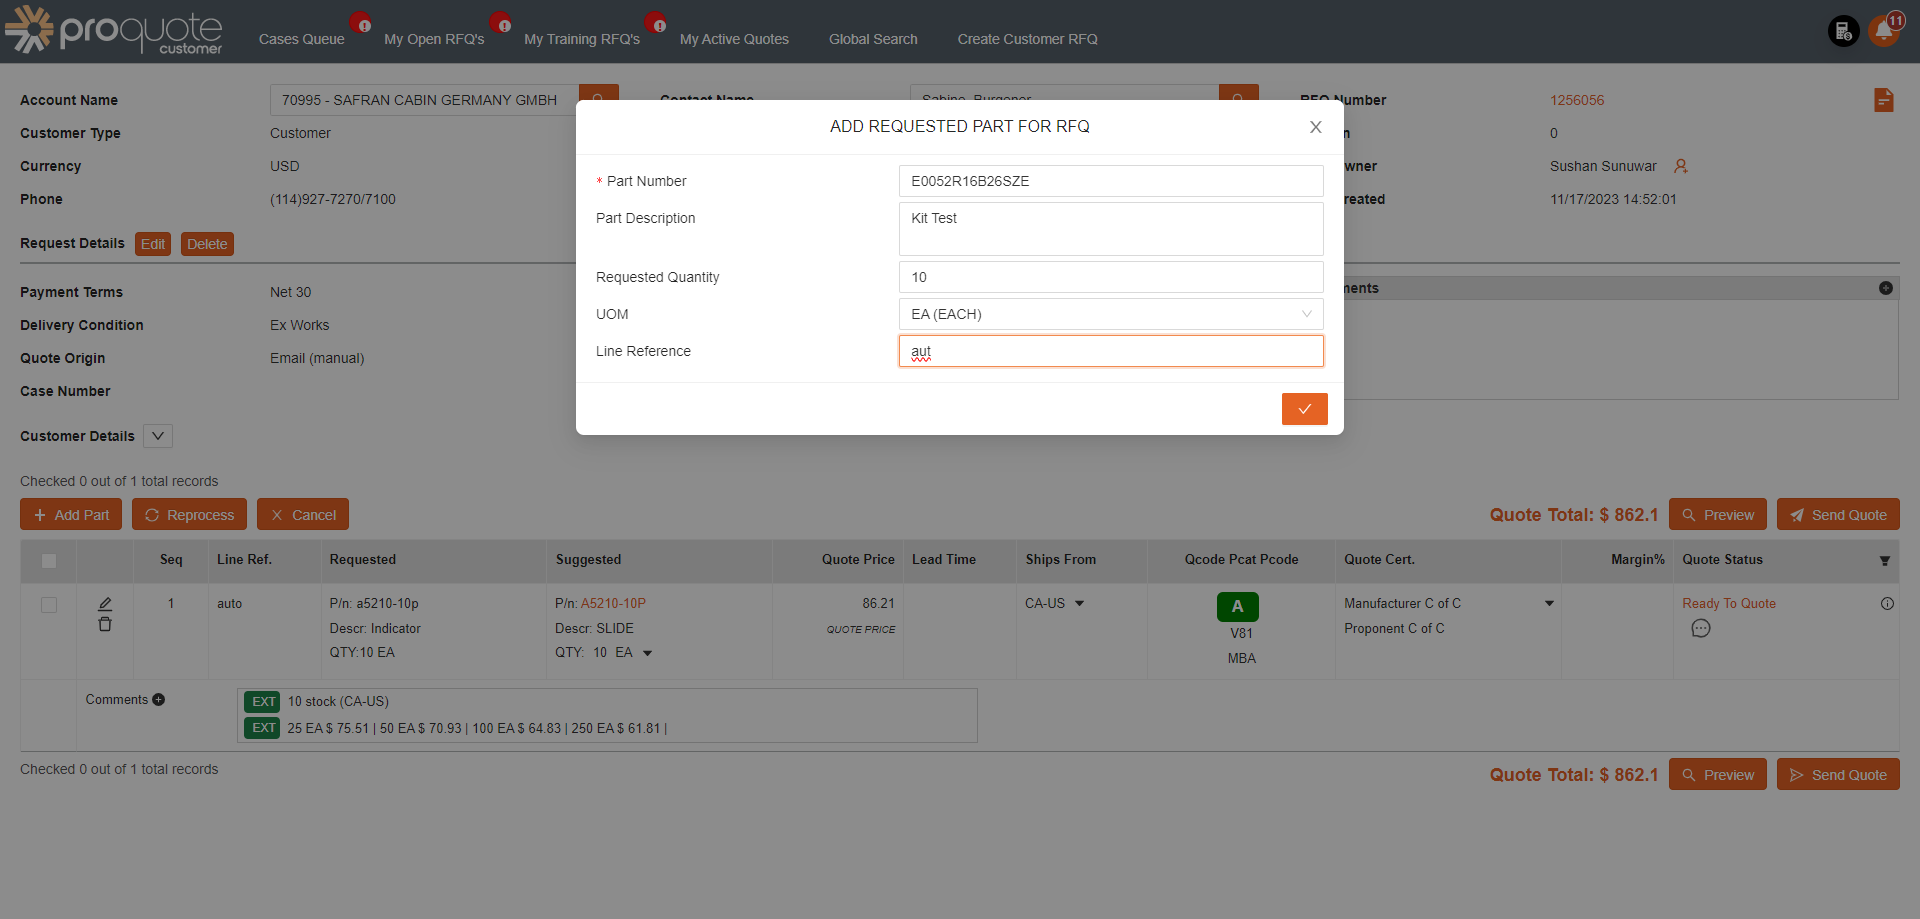 proquote
customer
Cases Queue
My Open RFQ's
My Training RFQ's
My Active Quotes
Global Search
Create Customer RFQ
11
Account Name
70995 - SAFRAN CABIN GERMANY GMBH
Contact Name
Sabine Burgener
RFQ Number
1256056
Customer Type
Customer
n
0
Currency
USD
wner
Sushan Sunuwar
Phone
(114)927-7270/7100
reated
11/17/2023 14:52:01
Request Details
Edit
Delete
Payment Terms
Net 30
Delivery Condition
Ex Works
Quote Origin
Email (manual)
Case Number
Customer Details
ments
ADD REQUESTED PART FOR RFQ
* Part Number
E0052R16B26SZE
Part Description
Kit Test
Requested Quantity
10
UOM
EA (EACH)
Line Reference
aut
Checked 0 out of 1 total records
Add Part
Reprocess
Cancel
Quote Total: $ 862.1
Preview
Send Quote
Seq
Line Ref.
Requested
Suggested
Quote Price
Lead Time
Ships From
Qcode Pcat Pcode
Quote Cert.
Margin%
Quote Status
1
auto
P/n: a5210-10p
Descr: Indicator
QTY:10 EA
P/n: A5210-10P
Descr: SLIDE
QTY: 10 EA
86.21
QUOTE PRICE
CA-US
A
V81
MBA
Manufacturer C of C
Proponent C of C
Ready To Quote
Comments
EXT 10 stock (CA-US)
EXT 25 EA $ 75.51 | 50 EA $ 70.93 | 100 EA $ 64.83 | 250 EA $ 61.81 |
Checked 0 out of 1 total records
Quote Total: $ 862.1
Preview
Send Quote